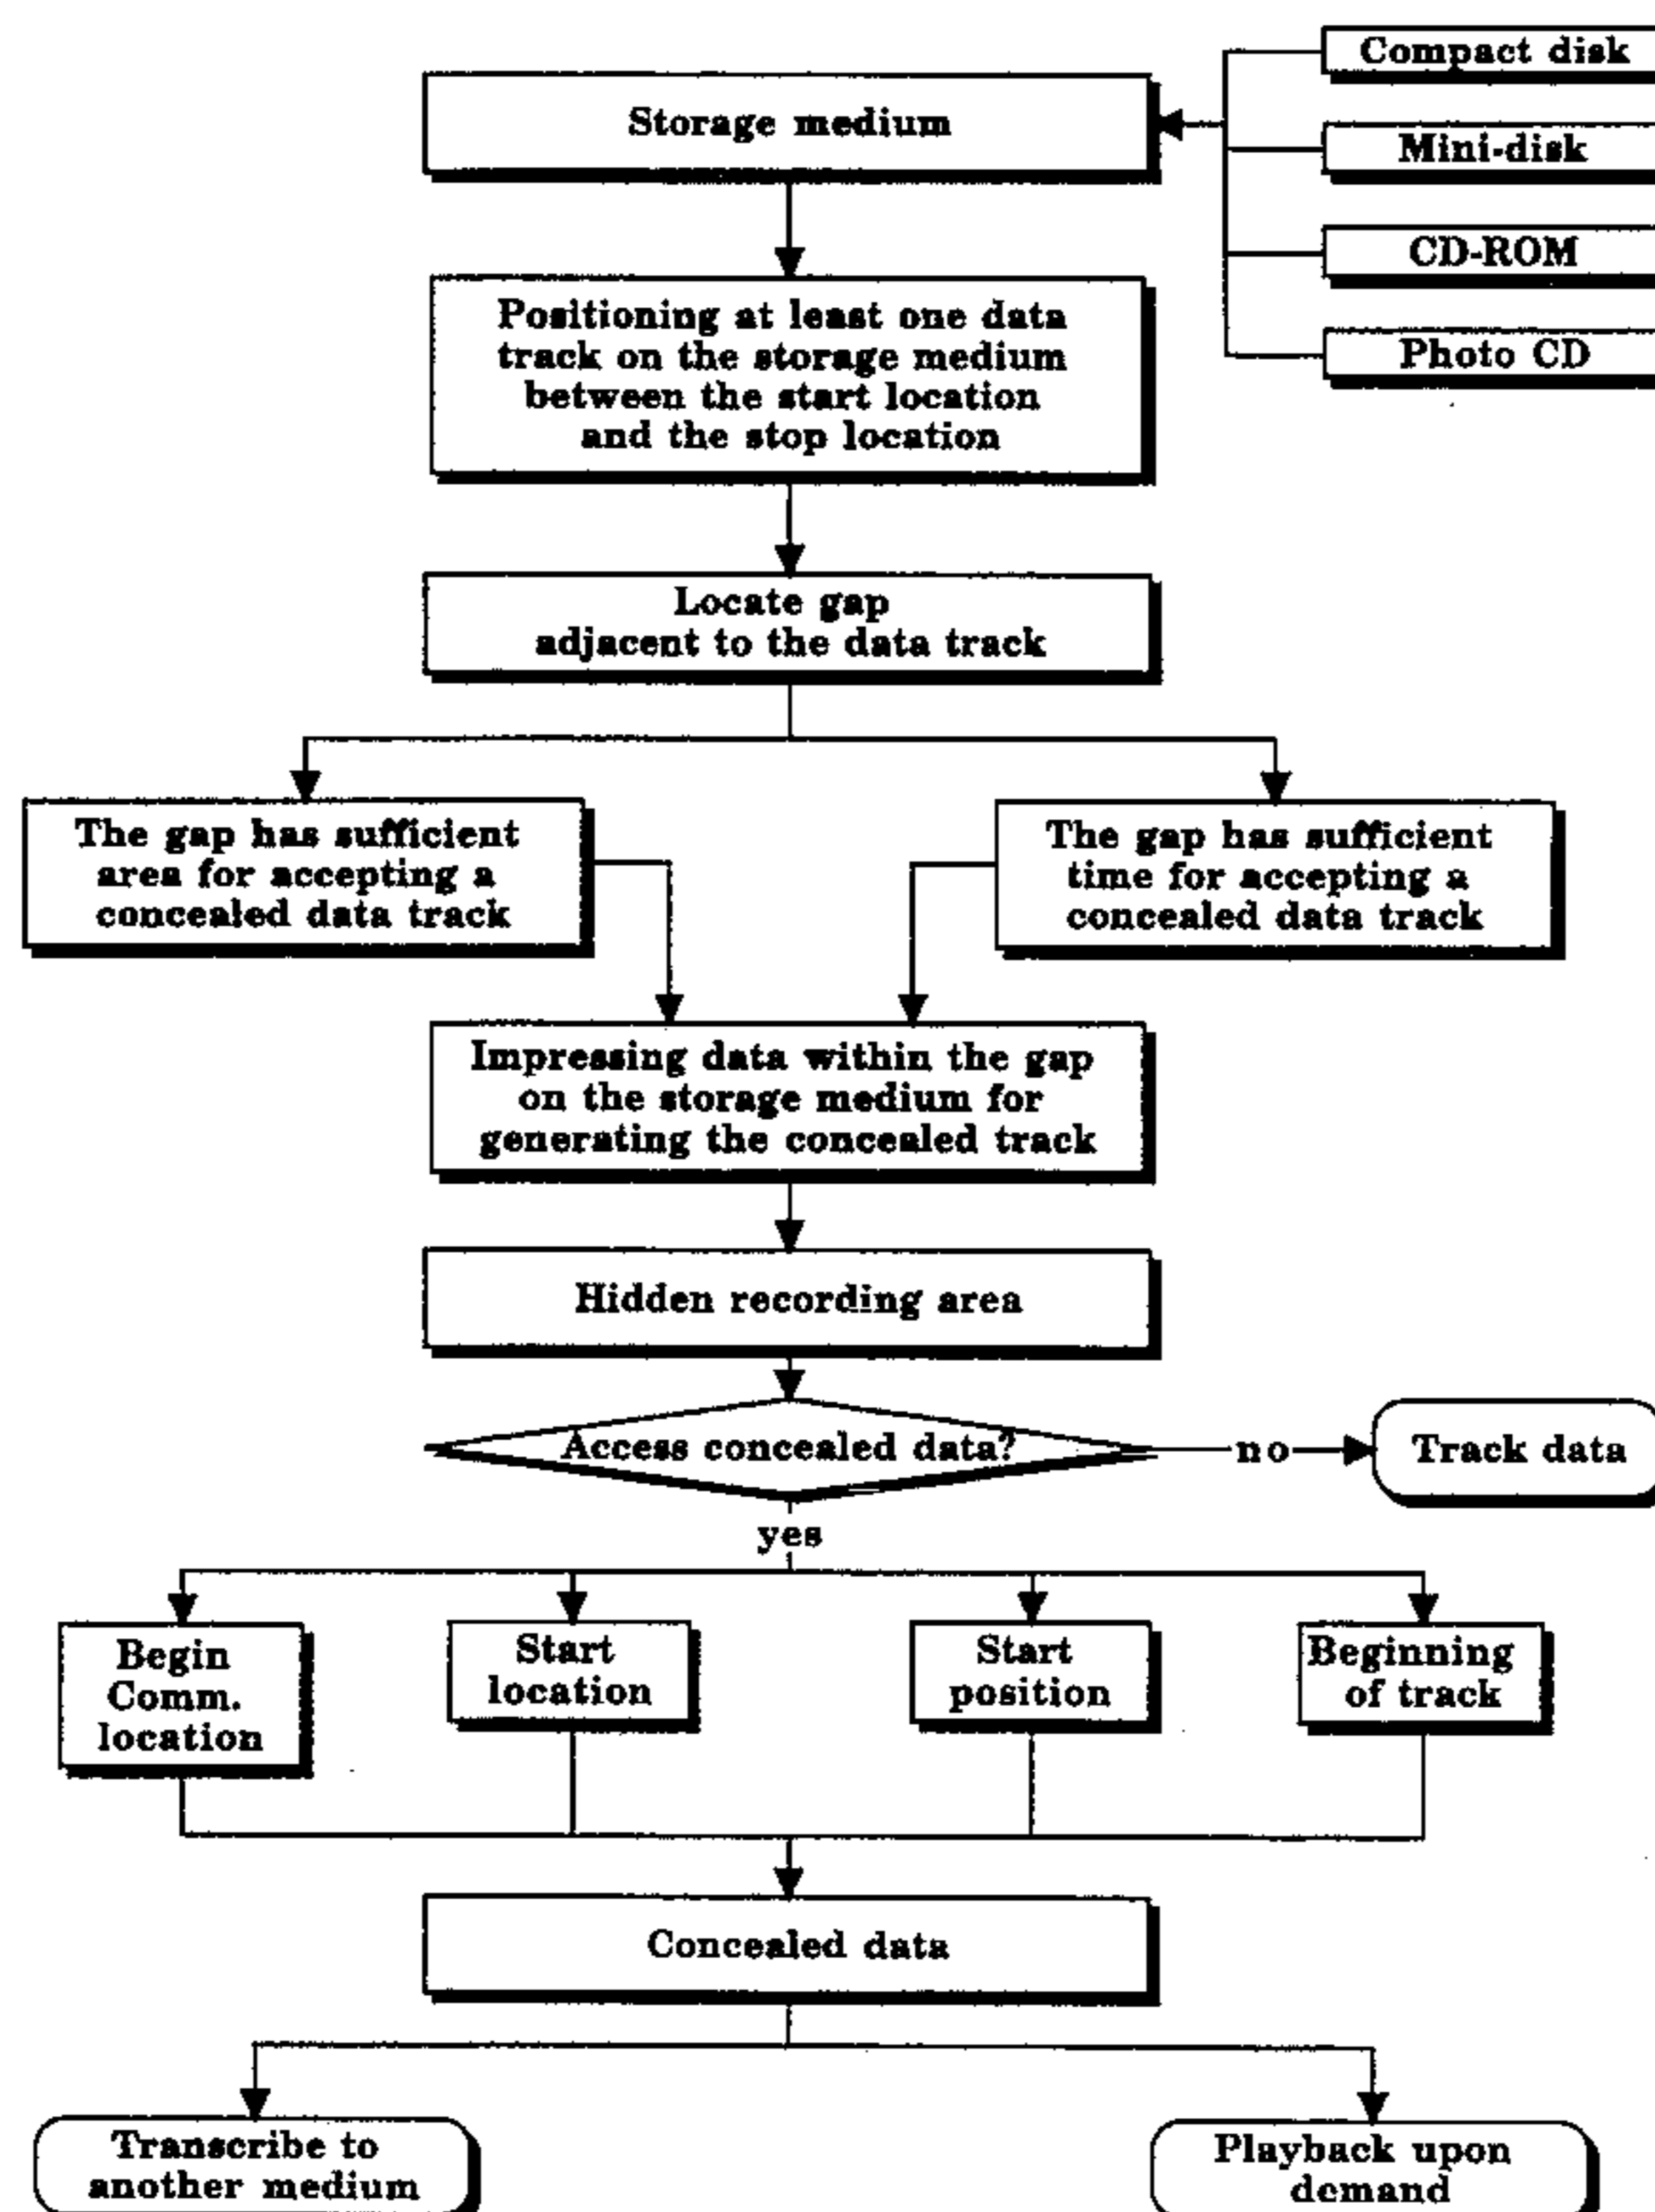 Compact disk
Storage medium
Mini-disk
CD-ROM
Photo CD
Positioning at least one data
track on the storage medium
between the start location
and the stop location
Locate gap
adjacent to the data track
The gap has sufficient
area for accepting a
concealed data track
The gap has sufficient
time for accepting a
concealed data track
Impressing data within the gap
on the storage medium for
generating the concealed track
Hidden recording area
Access concealed data?
no
Track data
yes
Begin
Comm.
location
Start
location
Start
position
Beginning
of track
Concealed data
Transcribe to
another medium
Playback upon
demand